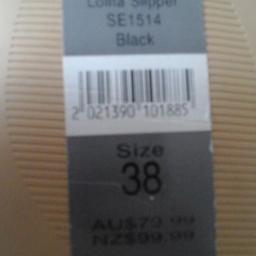 Lolita Slipper
SE1514
Black
2 021390 101885
Size
38
AU$79.99
NZ$99.99